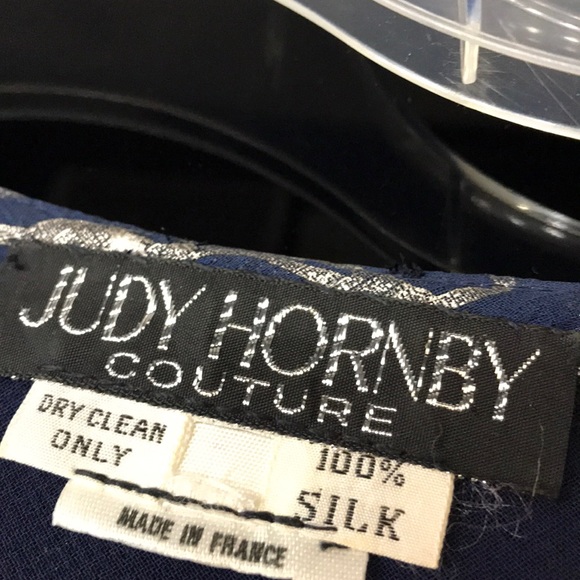 JUDY HORNBY
COUTURE
DRY CLEAN
ONLY
100%
SILK
MADE IN FRANCE